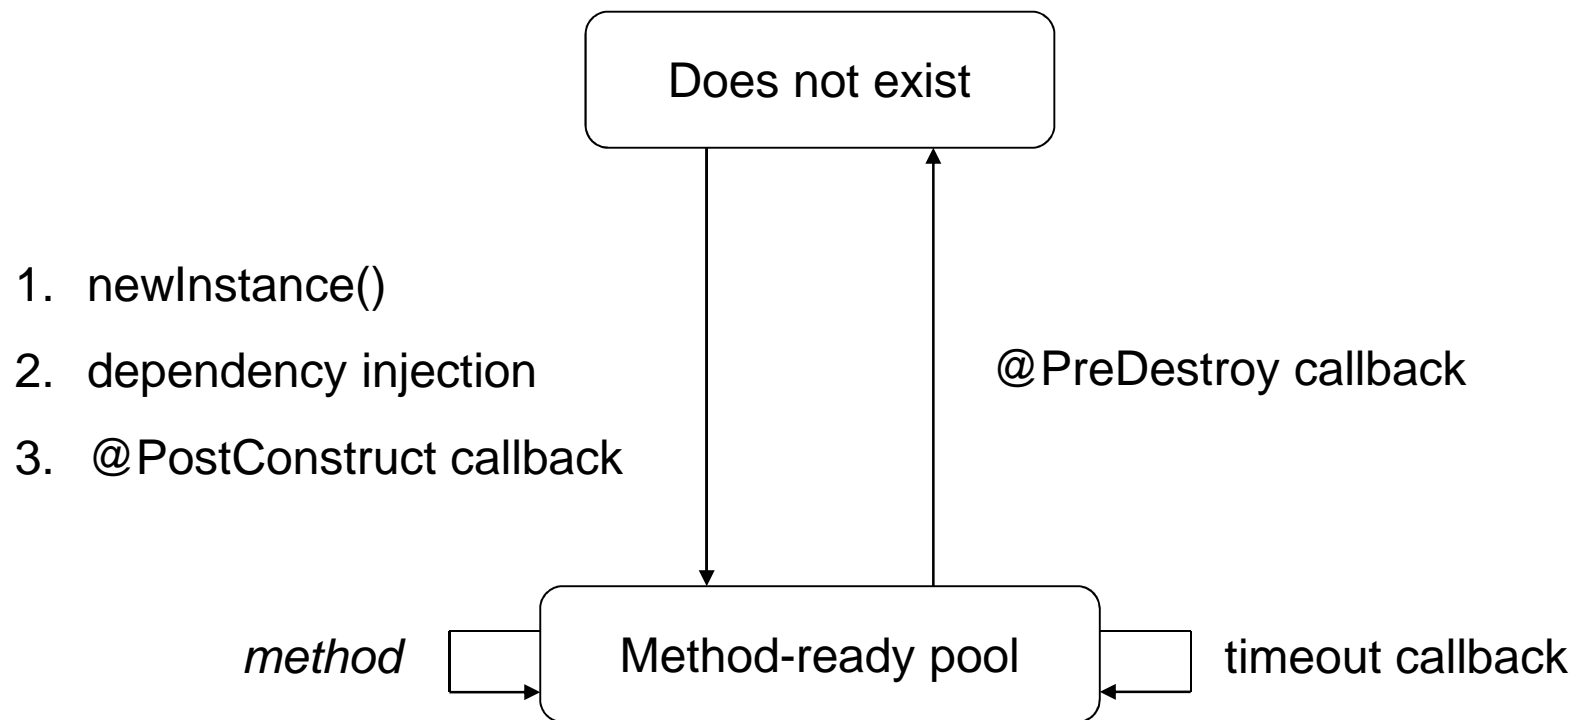 Does not exist
1. newInstance()
2. dependency injection
@PreDestroy callback
3. @PostConstruct callback
method
Method-ready pool
timeout callback